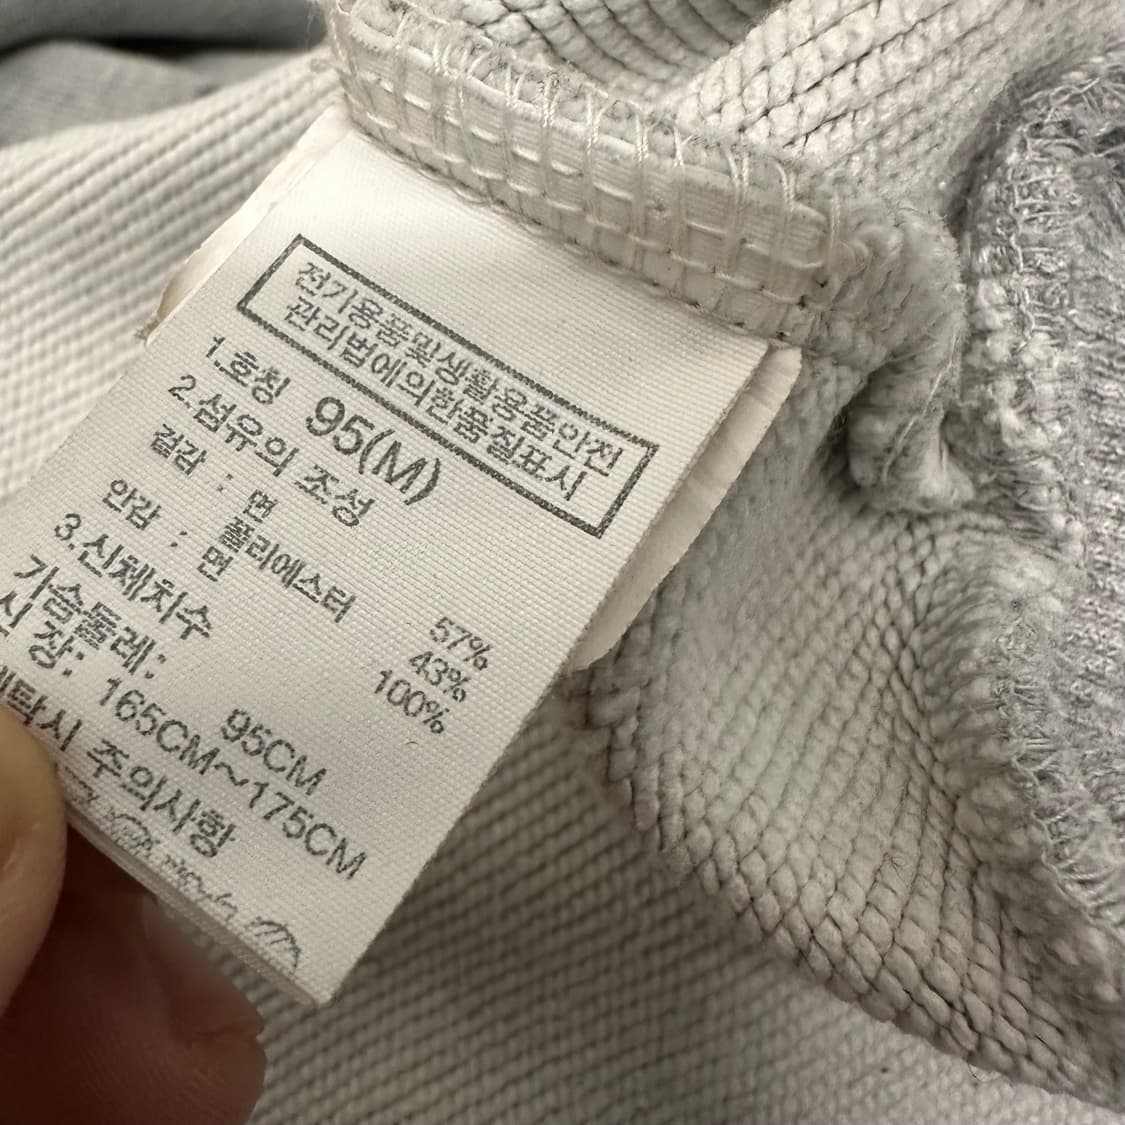 전기용품및생활용품안전
관리법에의한품질표시
1.호칭 95(M)
2.섬유의 조성
겉감 : 면 57%
폴리에스터 43%
안감 : 면 100%
3.신체치수
가슴둘레: 95CM
신 장: 165CM~175CM
세탁시 주의사항